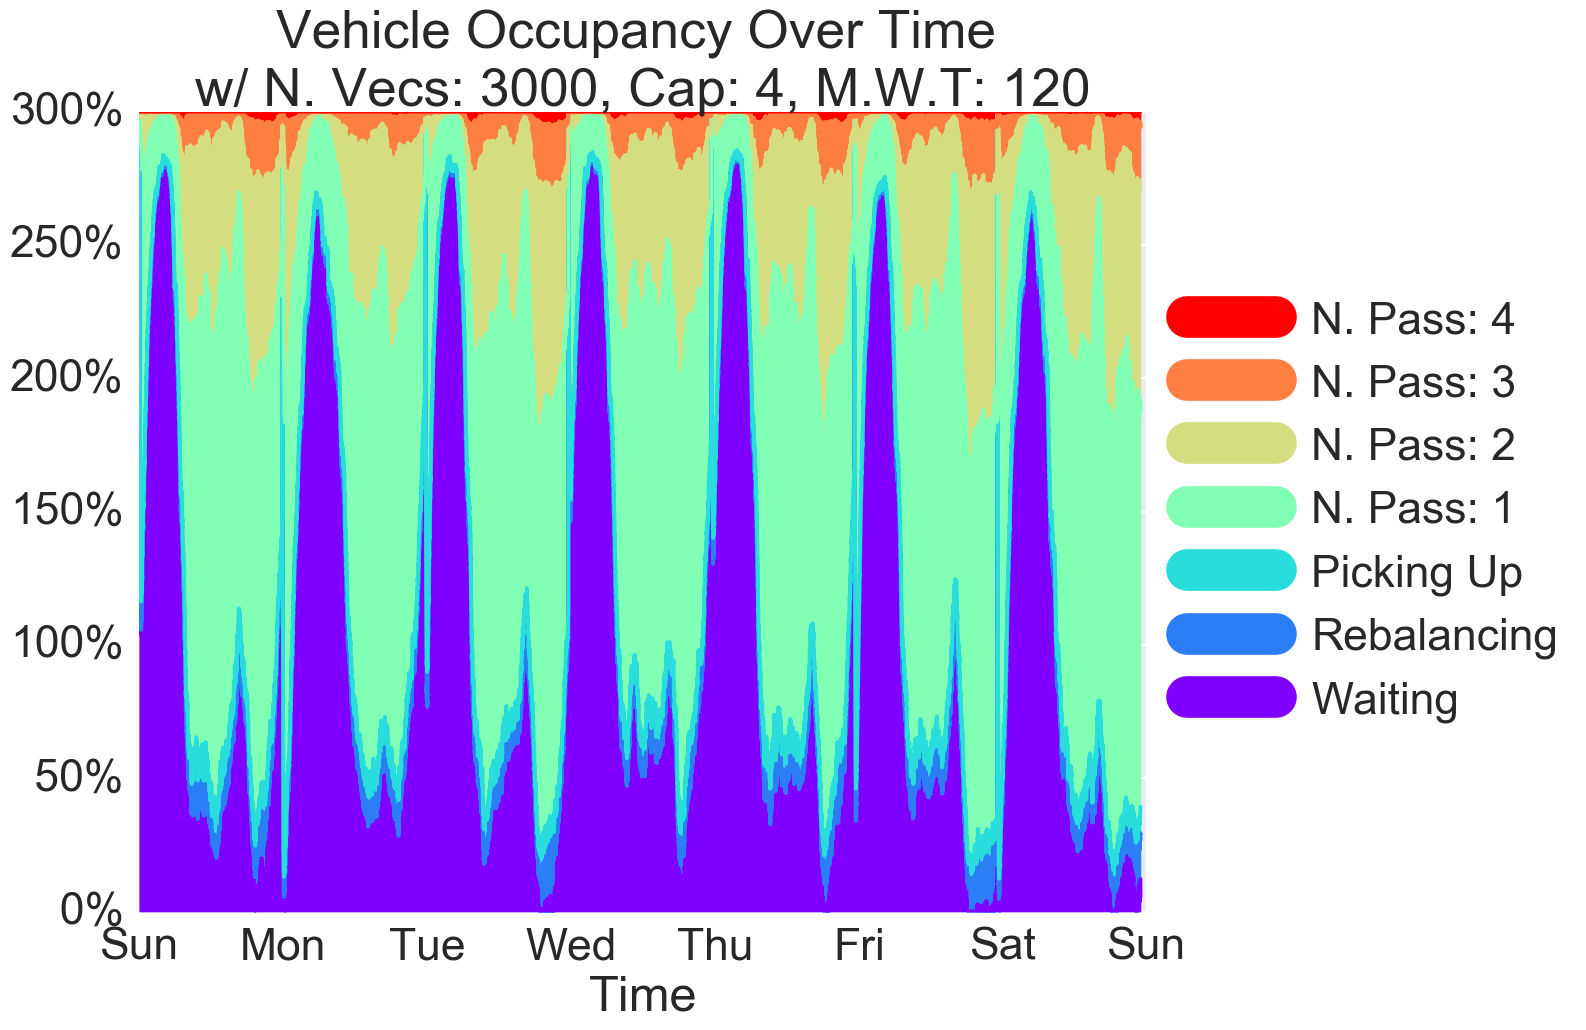 Vehicle Occupancy Over Time
w/ N. Vecs: 3000, Cap: 4, M.W.T: 120
300%
250%
200%
150%
100%
50%
0%
Sun Mon Tue Wed Thu Fri Sat Sun
Time
N. Pass: 4
N. Pass: 3
N. Pass: 2
N. Pass: 1
Picking Up
Rebalancing
Waiting